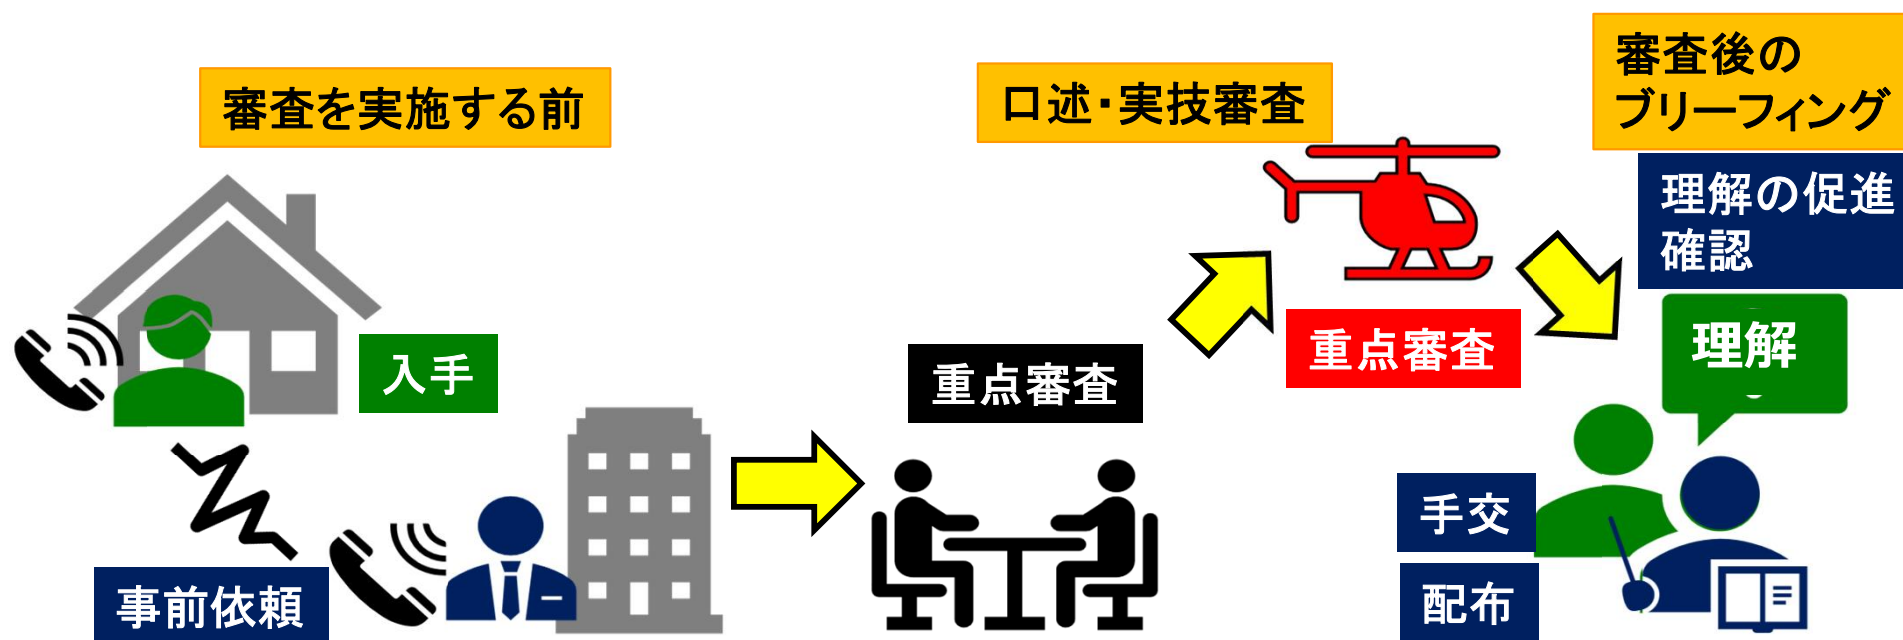 審査を実施する前
入手
事前依頼
重点審査
口述・実技審査
重点審査
審査後の
ブリーフィング
理解の促進
確認
理解
手交
配布